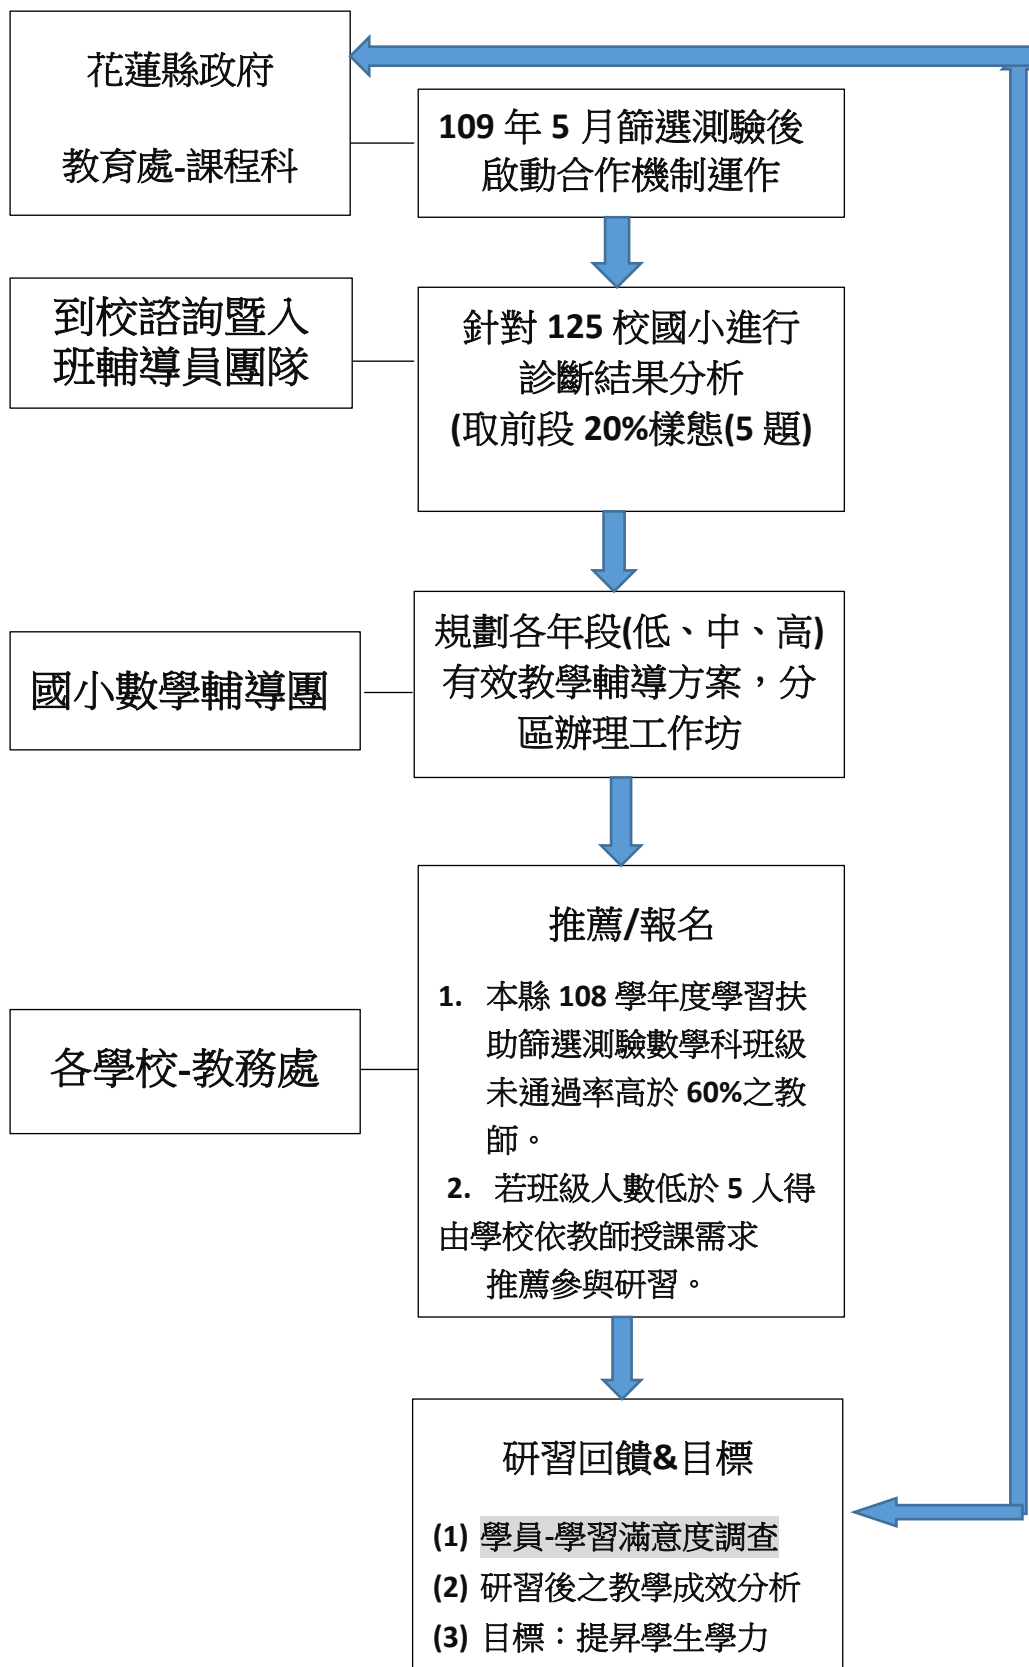 花蓮縣政府
教育處-課程科
109 年 5 月篩選測驗後
啟動合作機制運作
到校諮詢暨入
班輔導員團隊
針對 125 校國小進行
診斷結果分析
(取前段 20%樣態(5 題)
國小數學輔導團
規劃各年段(低、中、高)
有效教學輔導方案，分
區辦理工作坊
各學校-教務處
推薦/報名
1. 本縣 108 學年度學習扶
助篩選測驗數學科班級
未通過率高於 60%之教
師。
2. 若班級人數低於 5 人得
由學校依教師授課需求
推薦參與研習。
研習回饋&目標
(1) 學員-學習滿意度調查
(2) 研習後之教學成效分析
(3) 目標：提昇學生學力